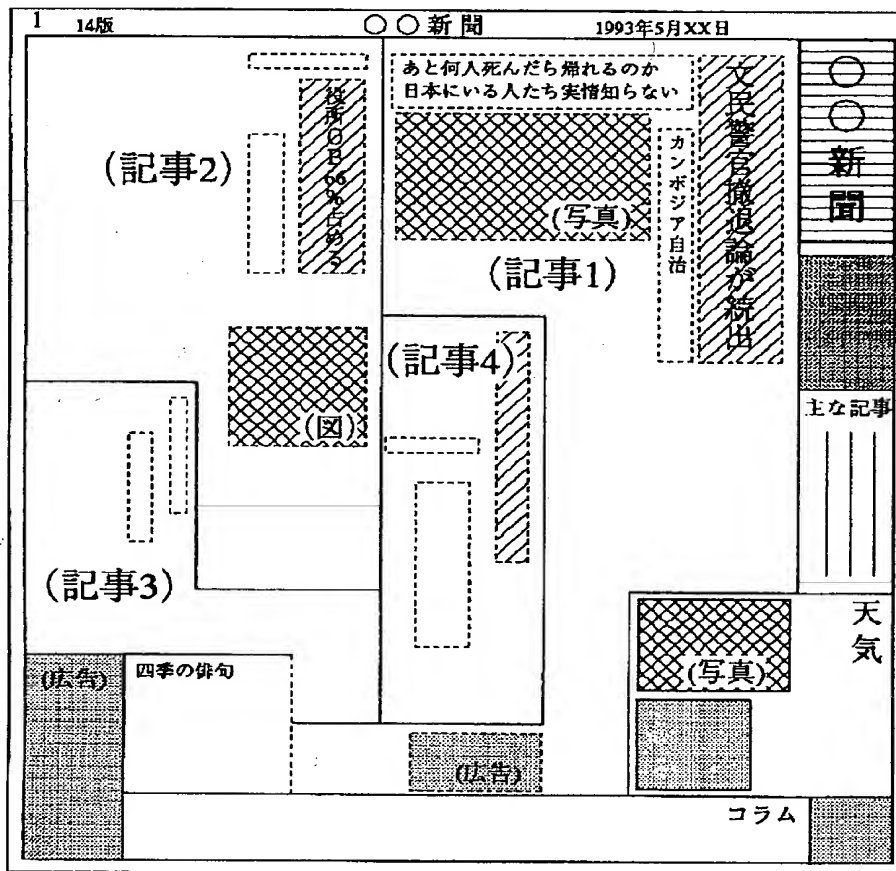 1
14版
○○新聞
1993年5月XX日
○○新聞
主な記事
文民警官撤退論が続出
カンボジア自治
あと何人死んだら帰れるのか
日本にいる人たち実情知らない
(写真)
(記事1)
役所OB66%占める
(記事2)
(図)
(記事4)
(記事3)
天気
(写真)
(広告)
四季の俳句
(広告)
コラム